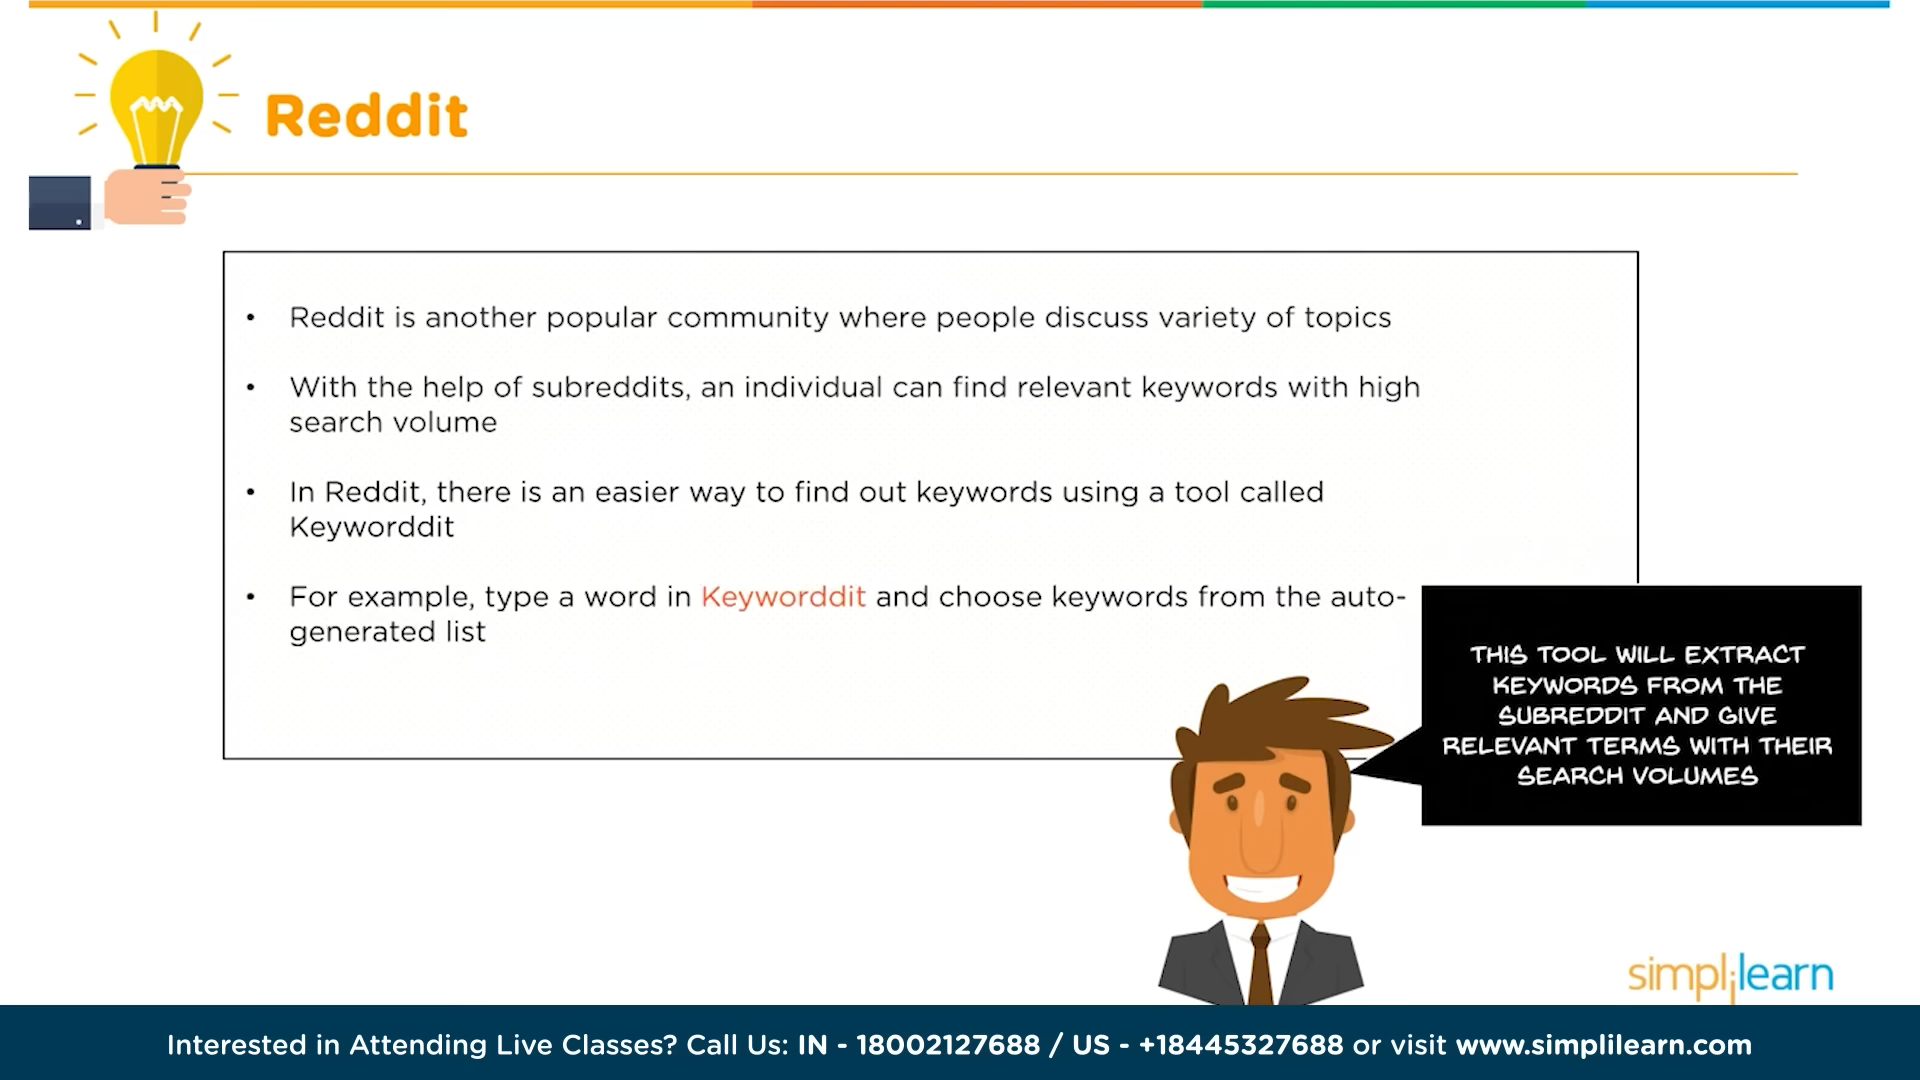 Reddit
• Reddit is another popular community where people discuss variety of topics
• With the help of subreddits, an individual can find relevant keywords with high
search volume
• In Reddit, there is an easier way to find out keywords using a tool called
Keyworddit
• For example, type a word in Keyworddit and choose keywords from the auto-
generated list
THIS TOOL WILL EXTRACT
KEYWORDS FROM THE
SUBREDDIT AND GIVE
RELEVANT TERMS WITH THEIR
SEARCH VOLUMES
simplilearn
Interested in Attending Live Classes? Call Us: IN - 18002127688 / US - +18445327688 or visit www.simplilearn.com